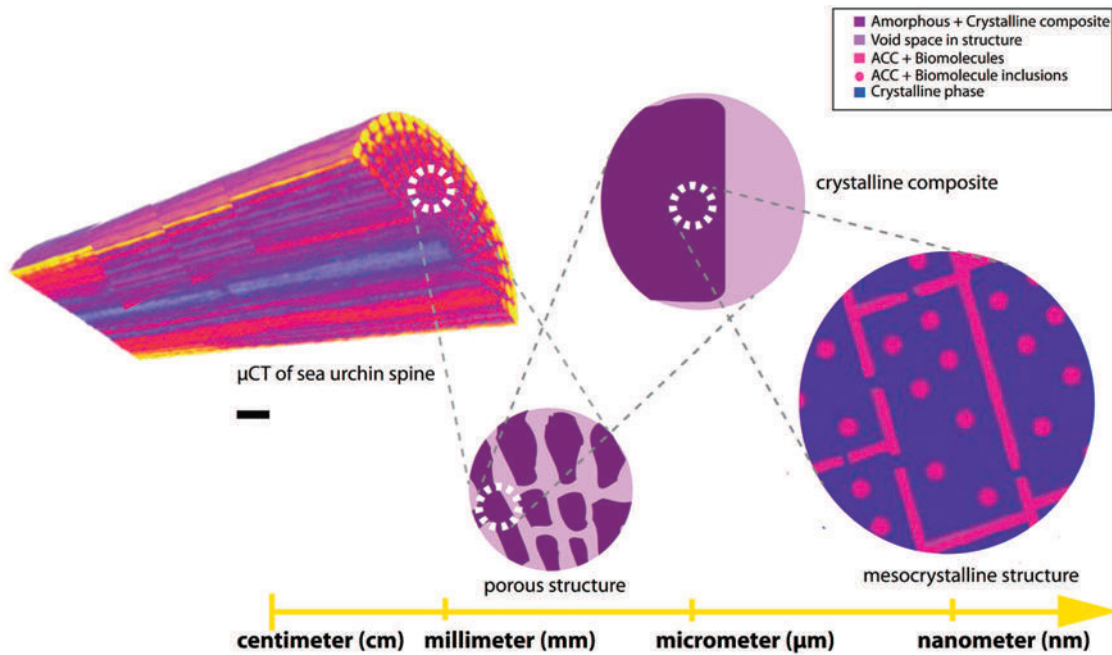 Amorphous + Crystalline composite
Void space in structure
ACC + Biomolecules
ACC + Biomolecule inclusions
Crystalline phase
crystalline composite
μCT of sea urchin spine
porous structure
mesocrystalline structure
centimeter (cm) millimeter (mm) micrometer (μm) nanometer (nm)